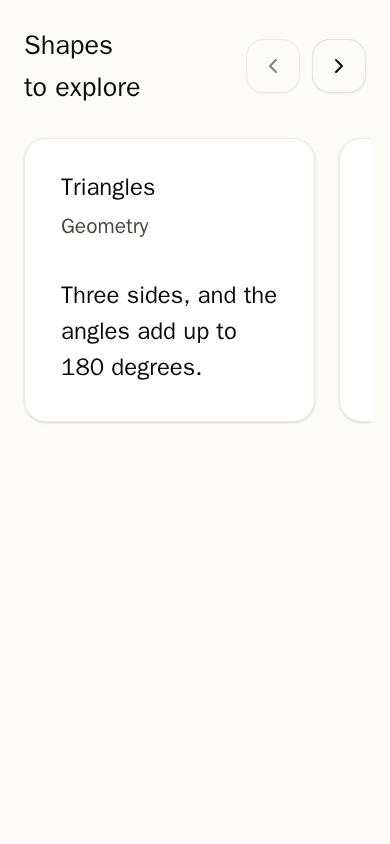 Shapes
to explore
Triangles
Geometry
Three sides, and the
angles add up to
180 degrees.